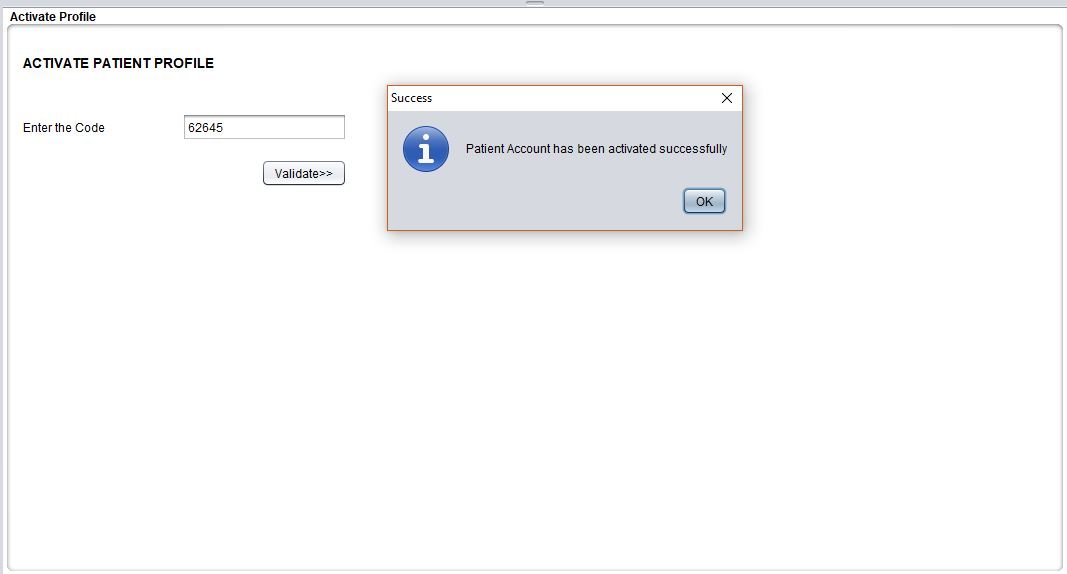 Activate Profile
ACTIVATE PATIENT PROFILE
Success
Enter the Code 62645
Patient Account has been activated successfully
Validate>>
OK